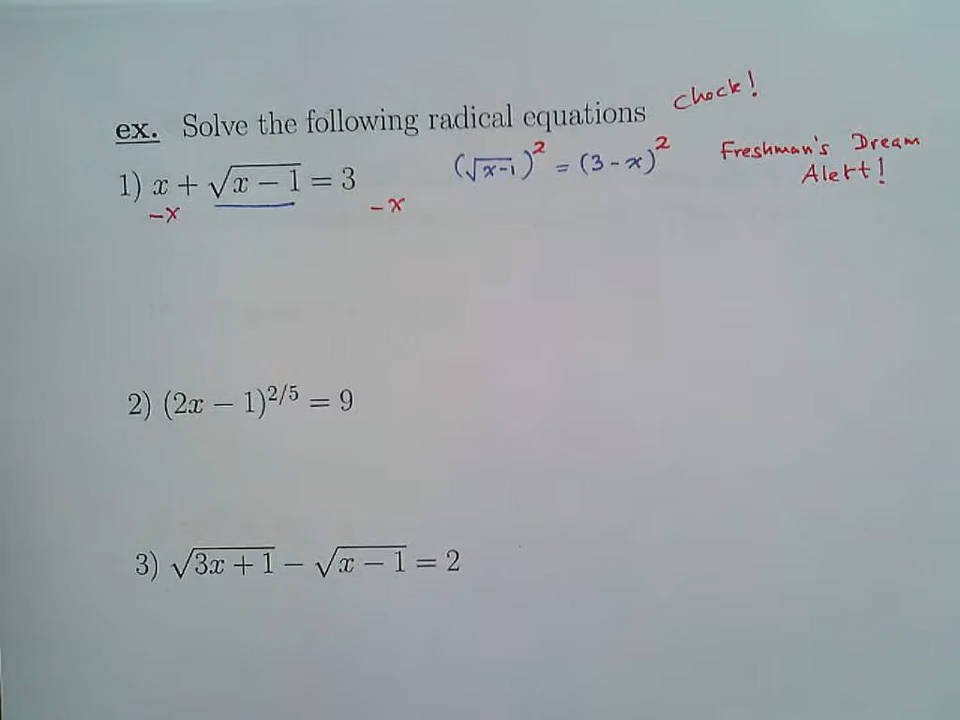 ex. Solve the following radical equations Check!
1) x + √(x − 1) = 3 (√(x-1))² = (3 - x)² Freshman's Dream
-x -x Alert!
2) (2x − 1)^(2/5) = 9
3) √(3x + 1) − √(x − 1) = 2